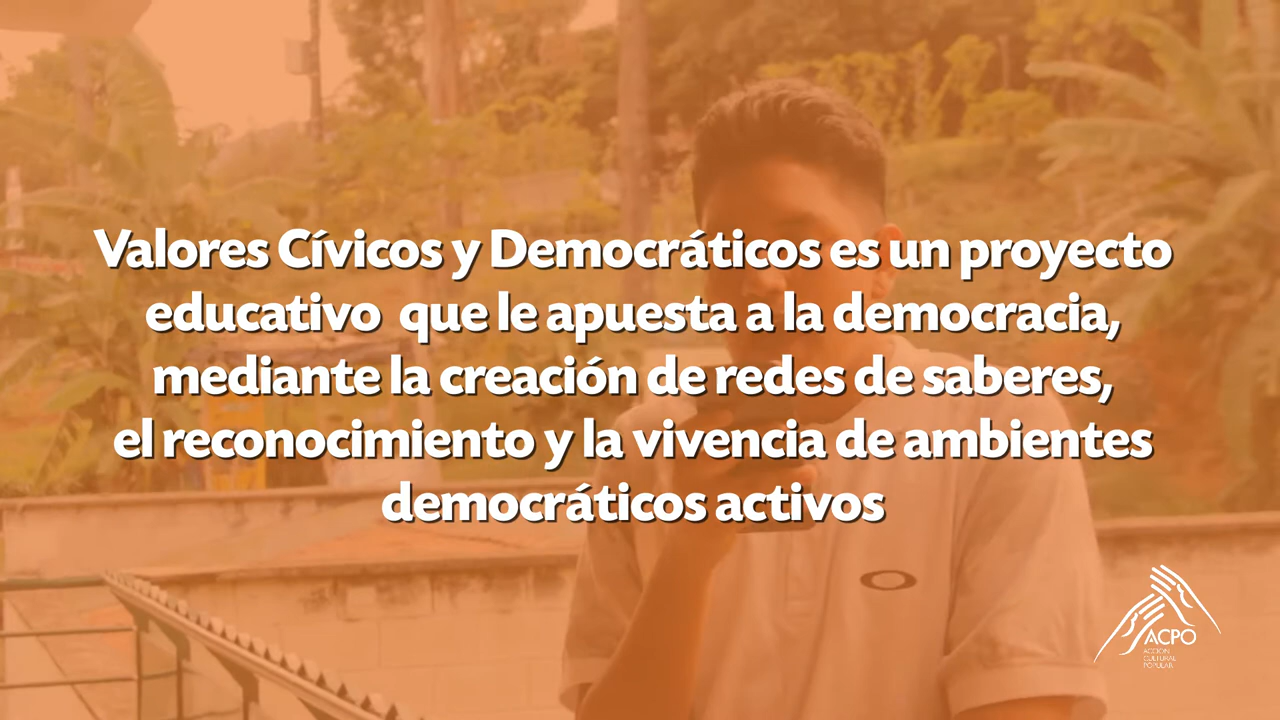 Valores Cívicos y Democráticos es un proyecto
educativo  que le apuesta a la democracia,
mediante la creación de redes de saberes,
el reconocimiento y la vivencia de ambientes
democráticos activos
ACPO
ACCIÓN
CULTURAL
POPULAR